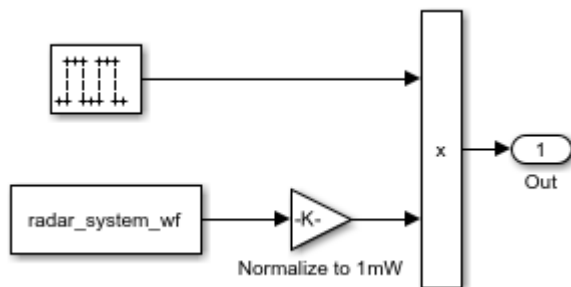 radar_system_wf
-K-
Normalize to 1mW
x
1
Out